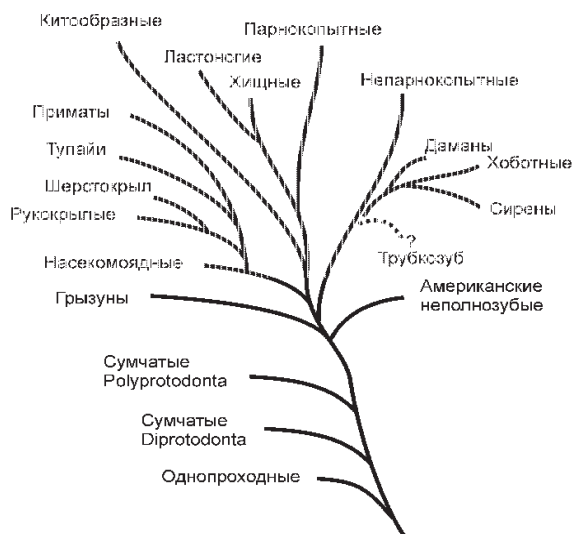 Китообразные
Парнокопытные
Ластоногие
Хищные
Непарнокопытные
Приматы
Тупайи
Даманы
Хоботные
Шерстокрыл
Рукокрылые
Сирены
?
Трубкозуб
Насекомоядные
Грызуны
Американские
неполнозубые
Сумчатые
Polyprotodonta
Сумчатые
Diprotodonta
Однопроходные